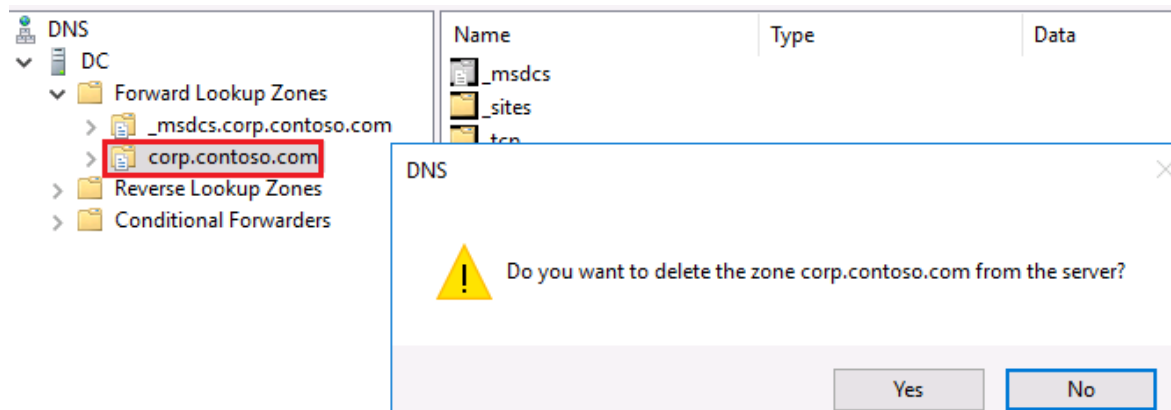 DNS
DC
Forward Lookup Zones
_msdcs.corp.contoso.com
corp.contoso.com
Reverse Lookup Zones
Conditional Forwarders
Name Type Data
_msdcs
_sites
_tcp
DNS
Do you want to delete the zone corp.contoso.com from the server?
Yes No